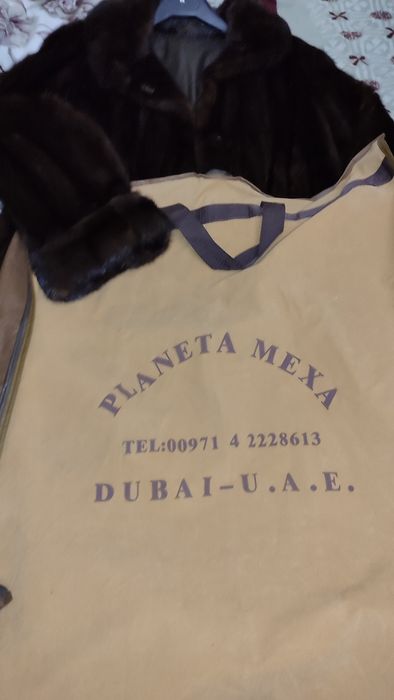 PLANETA MEXA
TEL:00971 4 2228613
DUBAI-U.A.E.